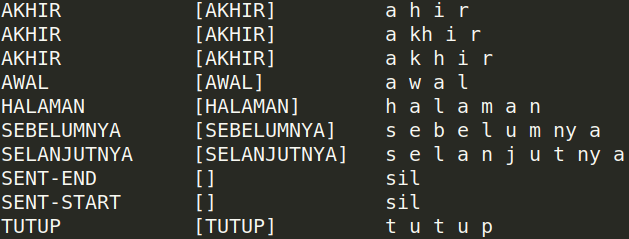 AKHIR [AKHIR] a h i r
AKHIR [AKHIR] a kh i r
AKHIR [AKHIR] a k h i r
AWAL [AWAL] a w a l
HALAMAN [HALAMAN] h a l a m a n
SEBELUMNYA [SEBELUMNYA] s e b e l u m ny a
SELANJUTNYA [SELANJUTNYA] s e l a n j u t ny a
SENT-END [] sil
SENT-START [] sil
TUTUP [TUTUP] t u t u p